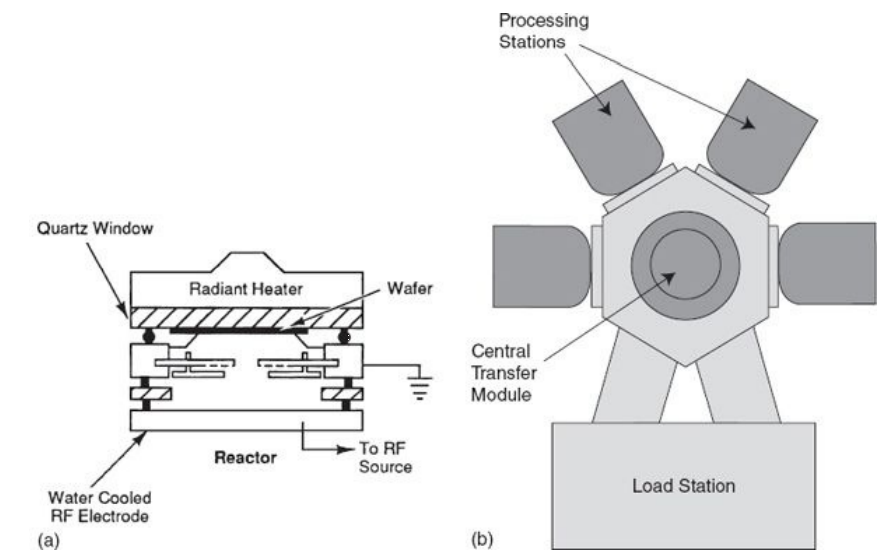 Quartz Window
Radiant Heater
Wafer
Reactor
To RF
Source
Water Cooled
RF Electrode
(a)
Processing
Stations
Central
Transfer
Module
Load Station
(b)